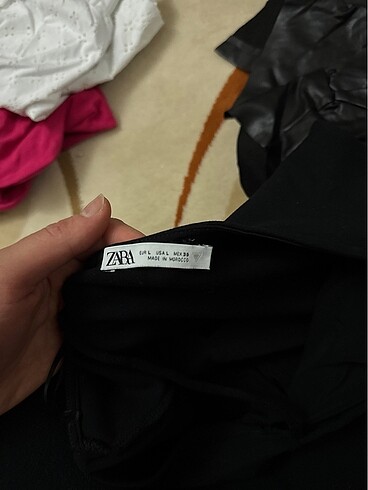 ZARA
EUR L USA L MEX 30
MADE IN MOROCCO